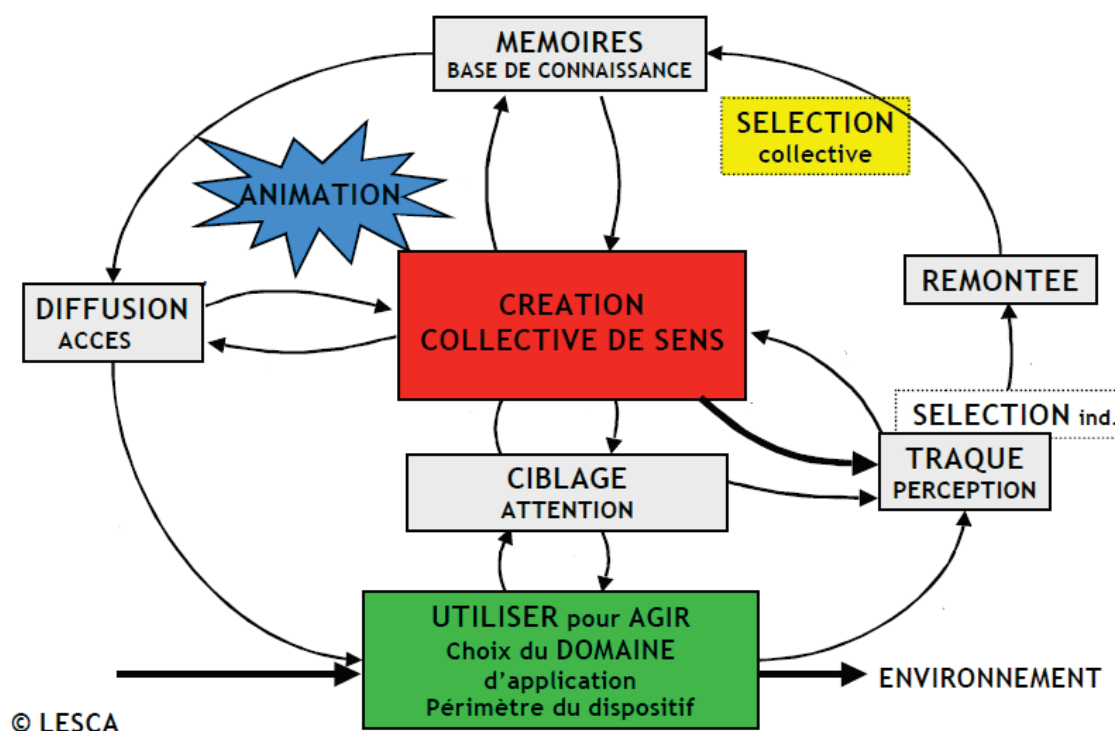 MEMOIRES
BASE DE CONNAISSANCE
SELECTION
collective
ANIMATION
REMONTEE
DIFFUSION
ACCES
CREATION
COLLECTIVE DE SENS
SELECTION ind.
TRAQUE
PERCEPTION
CIBLAGE
ATTENTION
UTILISER pour AGIR
Choix du DOMAINE
d'application
Périmètre du dispositif
ENVIRONNEMENT
© LESCA